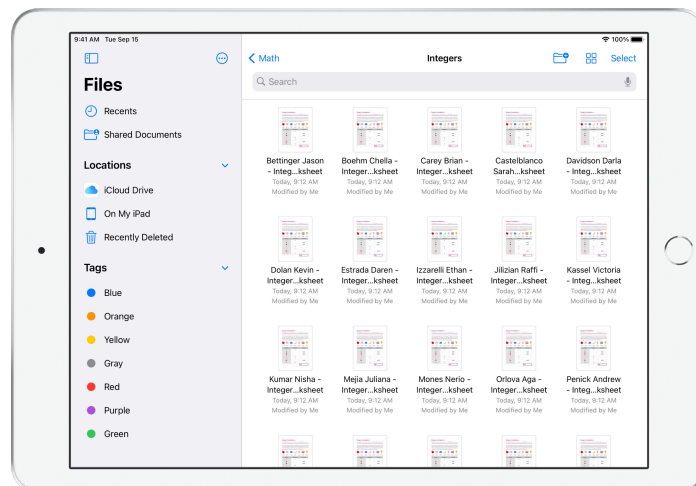 9:41 AM Tue Sep 15
100%
Files
Recents
Shared Documents
Locations
iCloud Drive
On My iPad
Recently Deleted
Tags
Blue
Orange
Yellow
Gray
Red
Purple
Green
Math
Integers
Select
Search
Bettinger Jason
- Integ...ksheet
Today, 9:12 AM
Modified by Me
Boehm Chella -
Integer...ksheet
Today, 9:12 AM
Modified by Me
Carey Brian -
Integer...ksheet
Today, 9:12 AM
Modified by Me
Castelblanco
Sarah...ksheet
Today, 9:12 AM
Modified by Me
Davidson Darla
- Integ...ksheet
Today, 9:12 AM
Modified by Me
Dolan Kevin -
Integer...ksheet
Today, 9:12 AM
Modified by Me
Estrada Daren -
Integer...ksheet
Today, 9:12 AM
Modified by Me
Izzarelli Ethan -
Integer...ksheet
Today, 9:12 AM
Modified by Me
Jilizian Raffi -
Integer...ksheet
Today, 9:12 AM
Modified by Me
Kassel Victoria
- Integ...ksheet
Today, 9:12 AM
Modified by Me
Kumar Nisha -
Integer...ksheet
Today, 9:12 AM
Modified by Me
Mejia Juliana -
Integer...ksheet
Today, 9:12 AM
Modified by Me
Mones Nerio -
Integer...ksheet
Today, 9:12 AM
Modified by Me
Orlova Aga -
Integer...ksheet
Today, 9:12 AM
Modified by Me
Penick Andrew
- Integ...ksheet
Today, 9:12 AM
Modified by Me